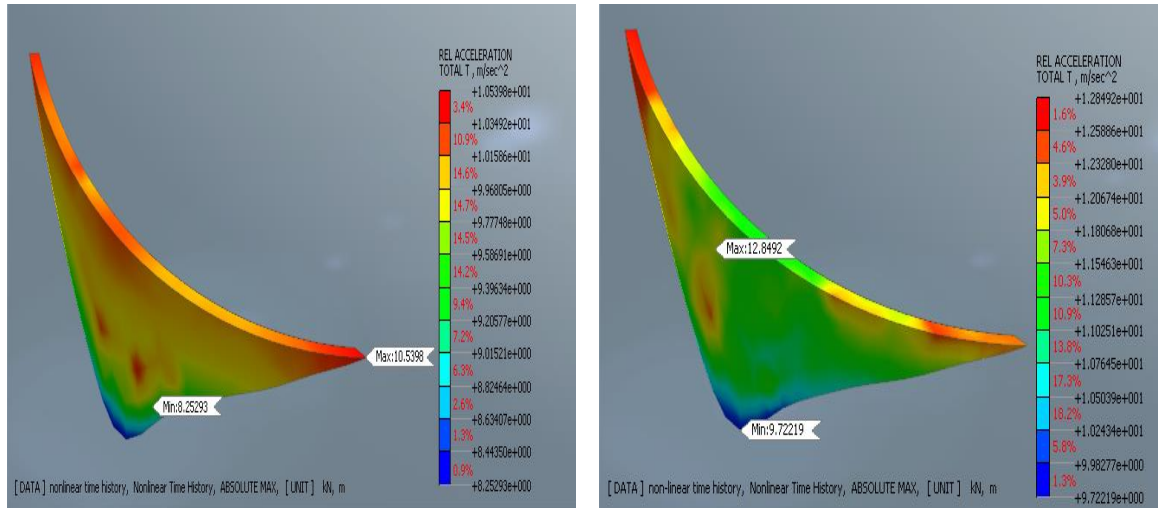 REL ACCELERATION
TOTAL T , m/sec^2
+1.05398e+001
3.4%
+1.03492e+001
10.9%
+1.01586e+001
14.6%
+9.96805e+000
14.7%
+9.77748e+000
14.5%
+9.58691e+000
14.2%
+9.39634e+000
9.4%
+9.20577e+000
7.2%
+9.01521e+000
6.3%
+8.82464e+000
2.6%
+8.63407e+000
1.3%
+8.44350e+000
0.9%
+8.25293e+000
Max:10.5398
Min:8.25293
[ DATA ] nonlinear time history, Nonlinear Time History, ABSOLUTE MAX, [ UNIT ] kN, m
REL ACCELERATION
TOTAL T , m/sec^2
+1.28492e+001
1.6%
+1.25886e+001
4.6%
+1.23280e+001
3.9%
+1.20674e+001
5.0%
+1.18068e+001
7.3%
+1.15463e+001
10.3%
+1.12857e+001
10.9%
+1.10251e+001
13.8%
+1.07645e+001
17.3%
+1.05039e+001
18.2%
+1.02434e+001
5.8%
+9.98277e+000
1.3%
+9.72219e+000
Max:12.8492
Min:9.72219
[ DATA ] non-linear time history, Nonlinear Time History, ABSOLUTE MAX, [ UNIT ] kN, m